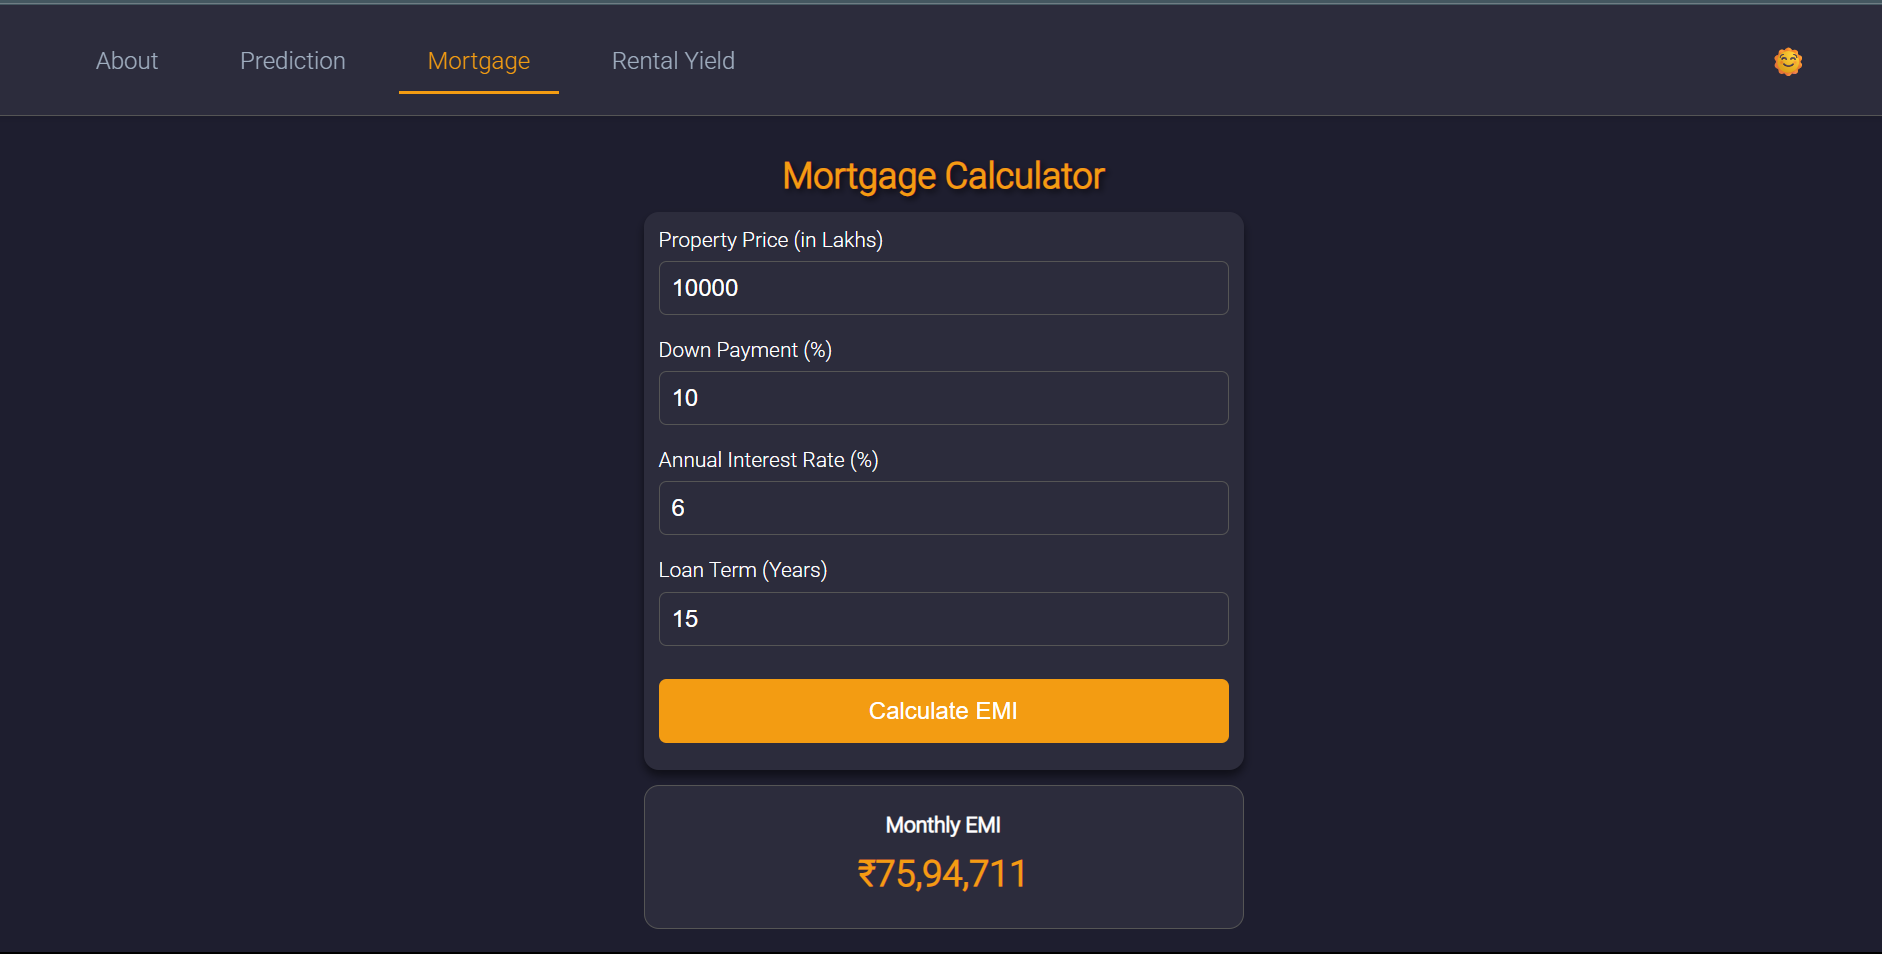 About Prediction Mortgage Rental Yield
Mortgage Calculator
Property Price (in Lakhs)
10000
Down Payment (%)
10
Annual Interest Rate (%)
6
Loan Term (Years)
15
Calculate EMI
Monthly EMI
₹75,94,711